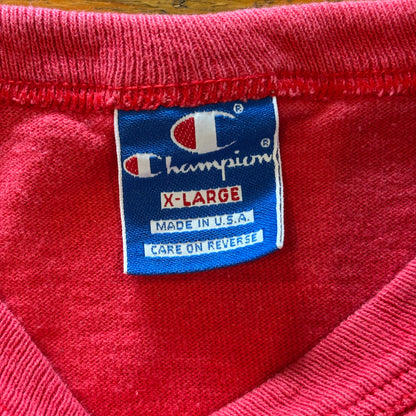 ®
Champion®
X-LARGE
MADE IN U.S.A.
CARE ON REVERSE